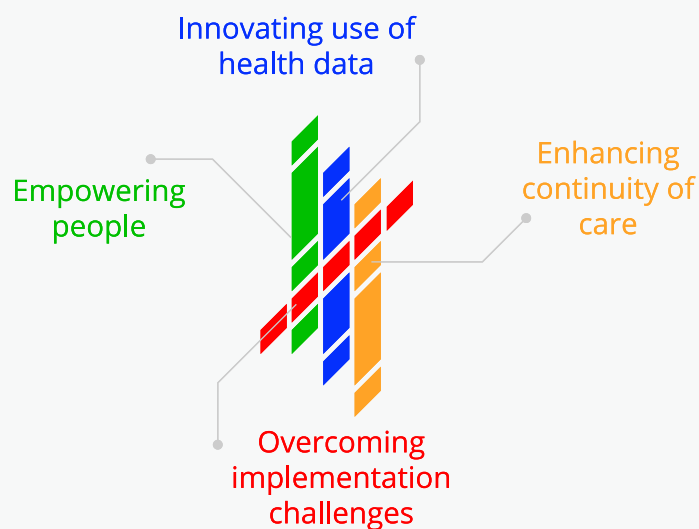 Innovating use of
health data
Empowering
people
Enhancing
continuity of
care
Overcoming
implementation
challenges